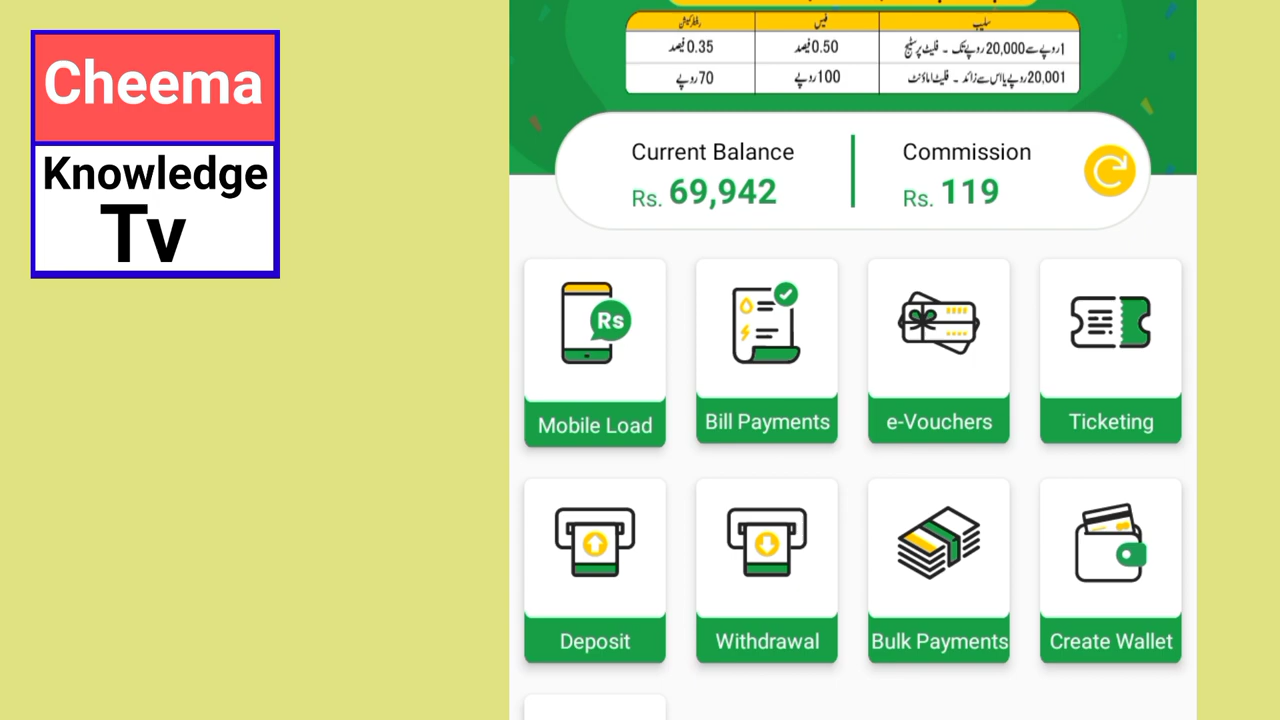 Cheema
Knowledge
Tv
سلیب فیس
1روپے سے 20,000 روپے تک - فلیٹ پرسنٹیج 0.50 فیصد 0.35 فیصد
20,001 روپے یا اس سے زائد - فلیٹ اماؤنٹ 100 روپے 70 روپے
Current Balance Commission
Rs. 69,942 Rs. 119
Rs
Mobile Load Bill Payments e-Vouchers Ticketing
Deposit Withdrawal Bulk Payments Create Wallet